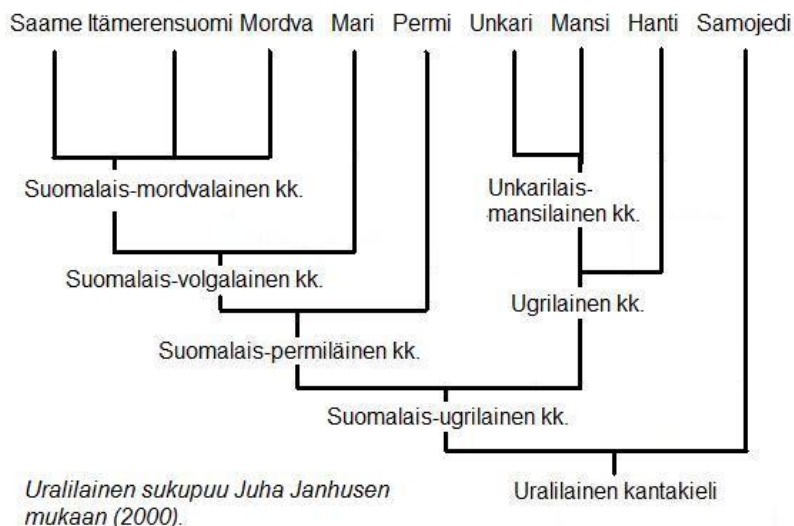 Saame Itämerensuomi Mordva Mari Permi Unkari Mansi Hanti Samojedi
Suomalais-mordvalainen kk.
Unkarilais-
mansilainen kk.
Suomalais-volgalainen kk.
Ugrilainen kk.
Suomalais-permiläinen kk.
Suomalais-ugrilainen kk.
Uralilainen kantakieli
Uralilainen sukupuu Juha Janhusen
mukaan (2000).